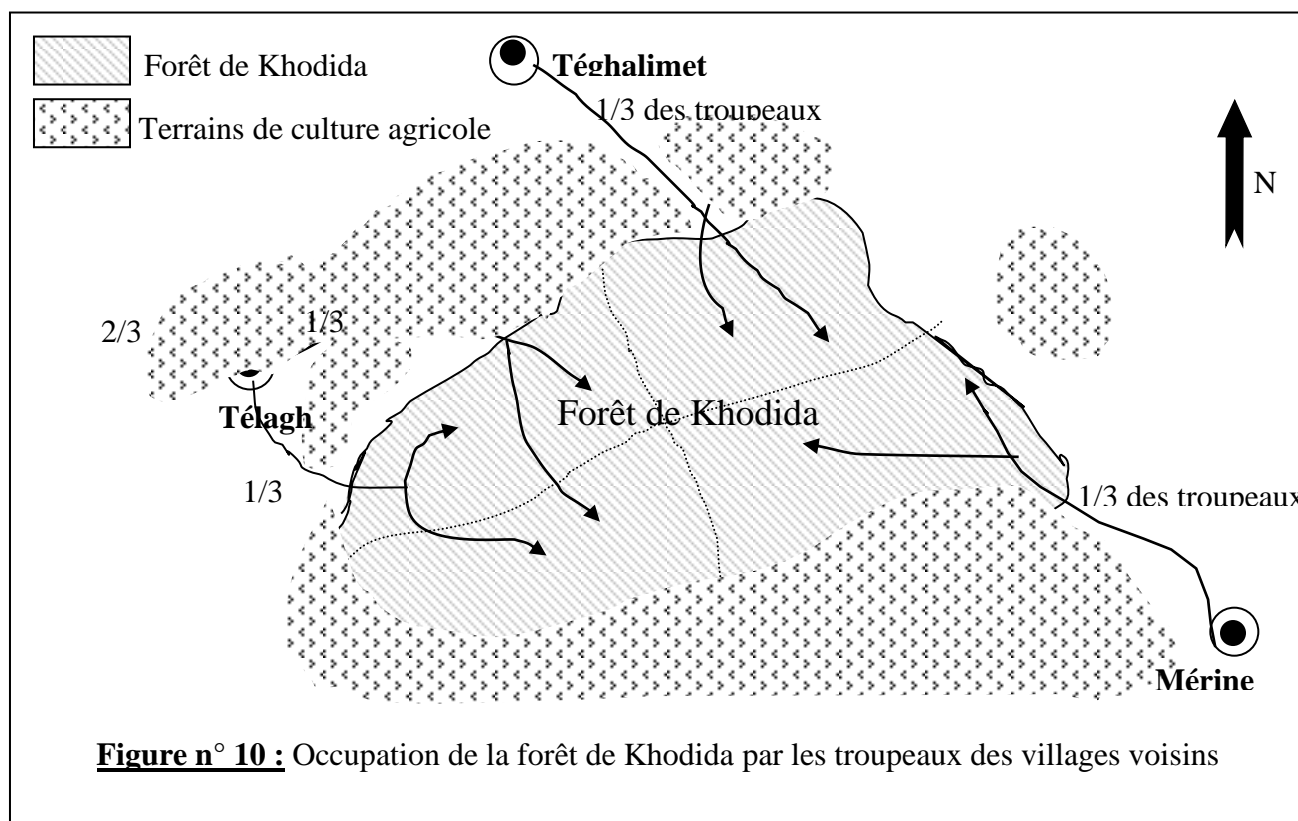 Forêt de Khodida
Terrains de culture agricole
Téghalimet
1/3 des troupeaux
N
2/3
1/3
Télagh
Forêt de Khodida
1/3
1/3 des troupeaux
Mérine
Figure n° 10 : Occupation de la forêt de Khodida par les troupeaux des villages voisins